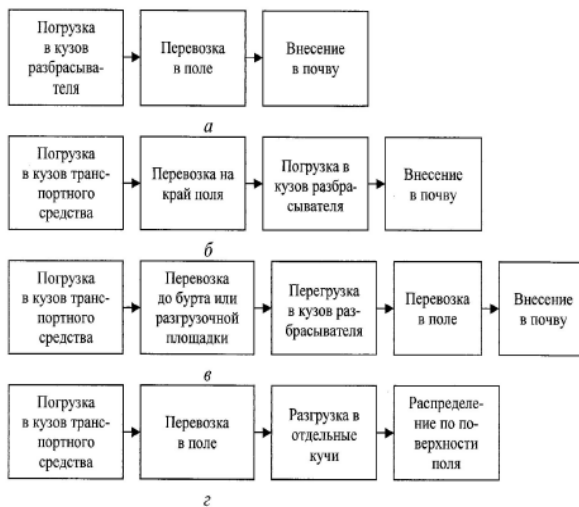 Погрузка
в кузов
разбрасыва-
теля
Перевозка
в поле
Внесение
в почву
а
Погрузка
в кузов транс-
портного
средства
Перевозка на
край поля
Погрузка в
кузов разбра-
сывателя
Внесение
в почву
б
Погрузка
в кузов транс-
портного
средства
Перевозка
до бурта или
разгрузочной
площадки
Перегрузка
в кузов раз-
брасывателя
Перевозка
в поле
Внесение
в почву
в
Погрузка
в кузов транс-
портного
средства
Перевозка
в поле
Разгрузка в
отдельные
кучи
Распределе-
ние по по-
верхности
поля
г